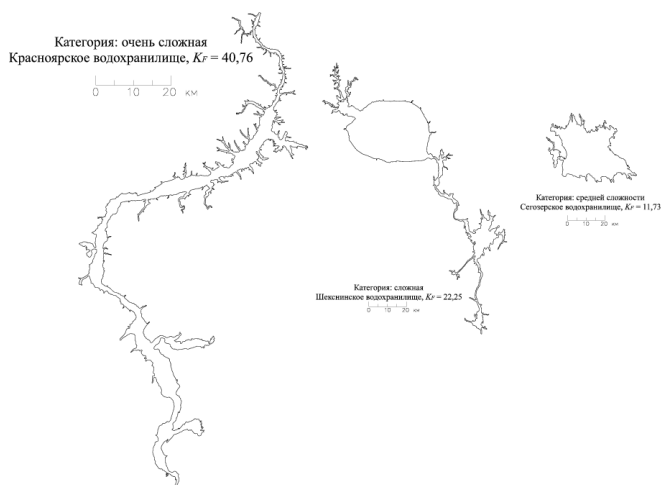 Категория: очень сложная
Красноярское водохранилище, KF = 40,76
0 10 20 км
Категория: средней сложности
Сегозерское водохранилище, KF = 11,73
0 10 20 км
Категория: сложная
Шекснинское водохранилище, KF = 22,25
0 10 20 км